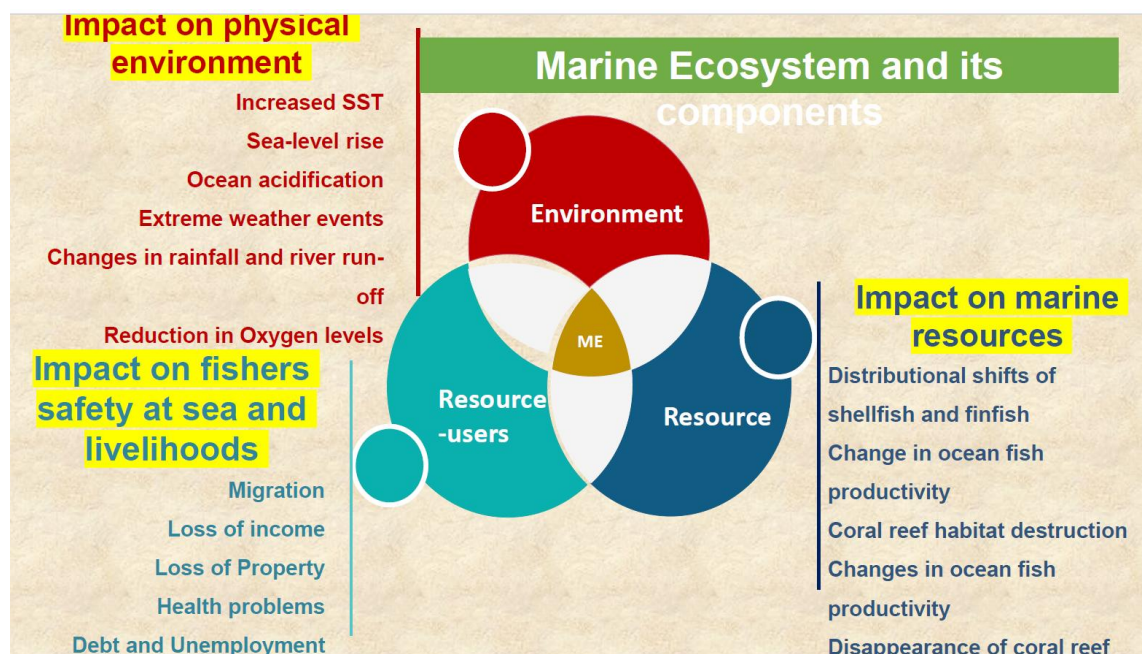 Impact on physical
environment
Increased SST
Sea-level rise
Ocean acidification
Extreme weather events
Changes in rainfall and river run-
off
Reduction in Oxygen levels
Impact on fishers
safety at sea and
livelihoods
Migration
Loss of income
Loss of Property
Health problems
Debt and Unemployment
Marine Ecosystem and its
components
Environment
ME
Resource
-users
Resource
Impact on marine
resources
Distributional shifts of
shellfish and finfish
Change in ocean fish
productivity
Coral reef habitat destruction
Changes in ocean fish
productivity
Disappearance of coral reef